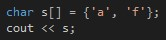 char s[] = {'a', 'f'};
cout << s;